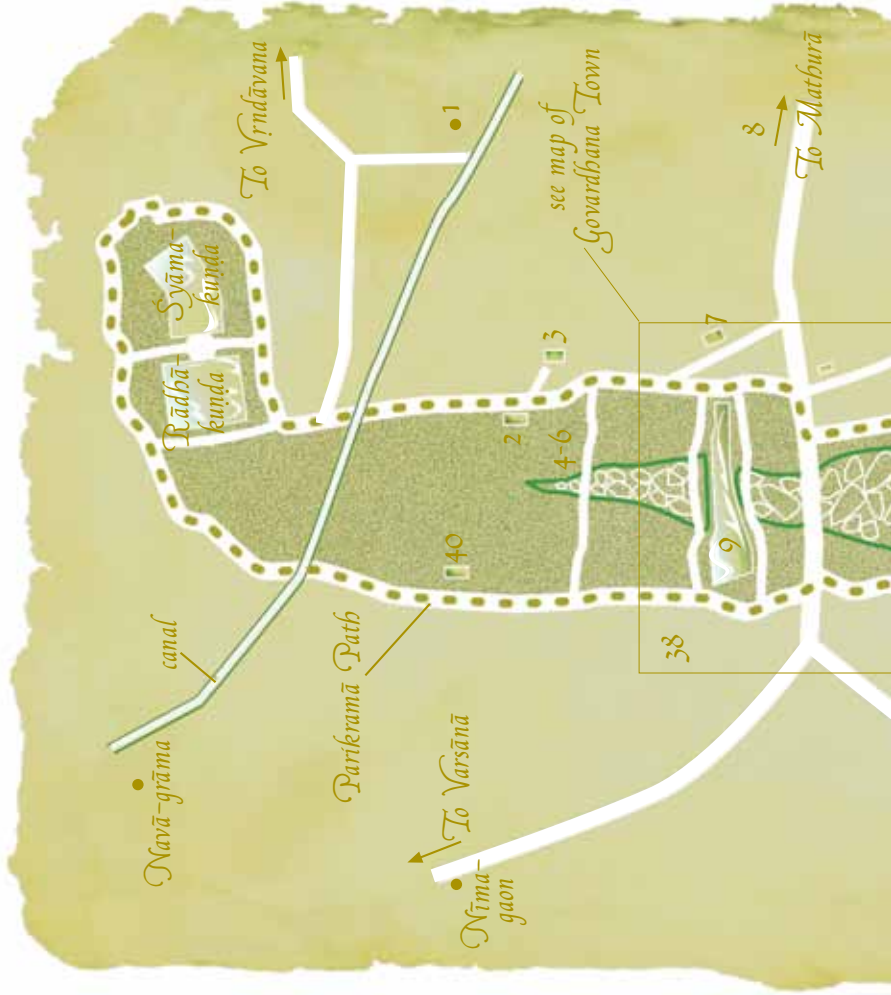 Navā-grāma
canal
Nīma-
gaon
To Varsānā
Parikramā Path
38
40
Rādhā-
kuṇḍa
Śyāma-
kuṇḍa
2
4-6
3
9
7
To Vṛndāvana
1
see map of
Govardhana Town
8
To Mathurā